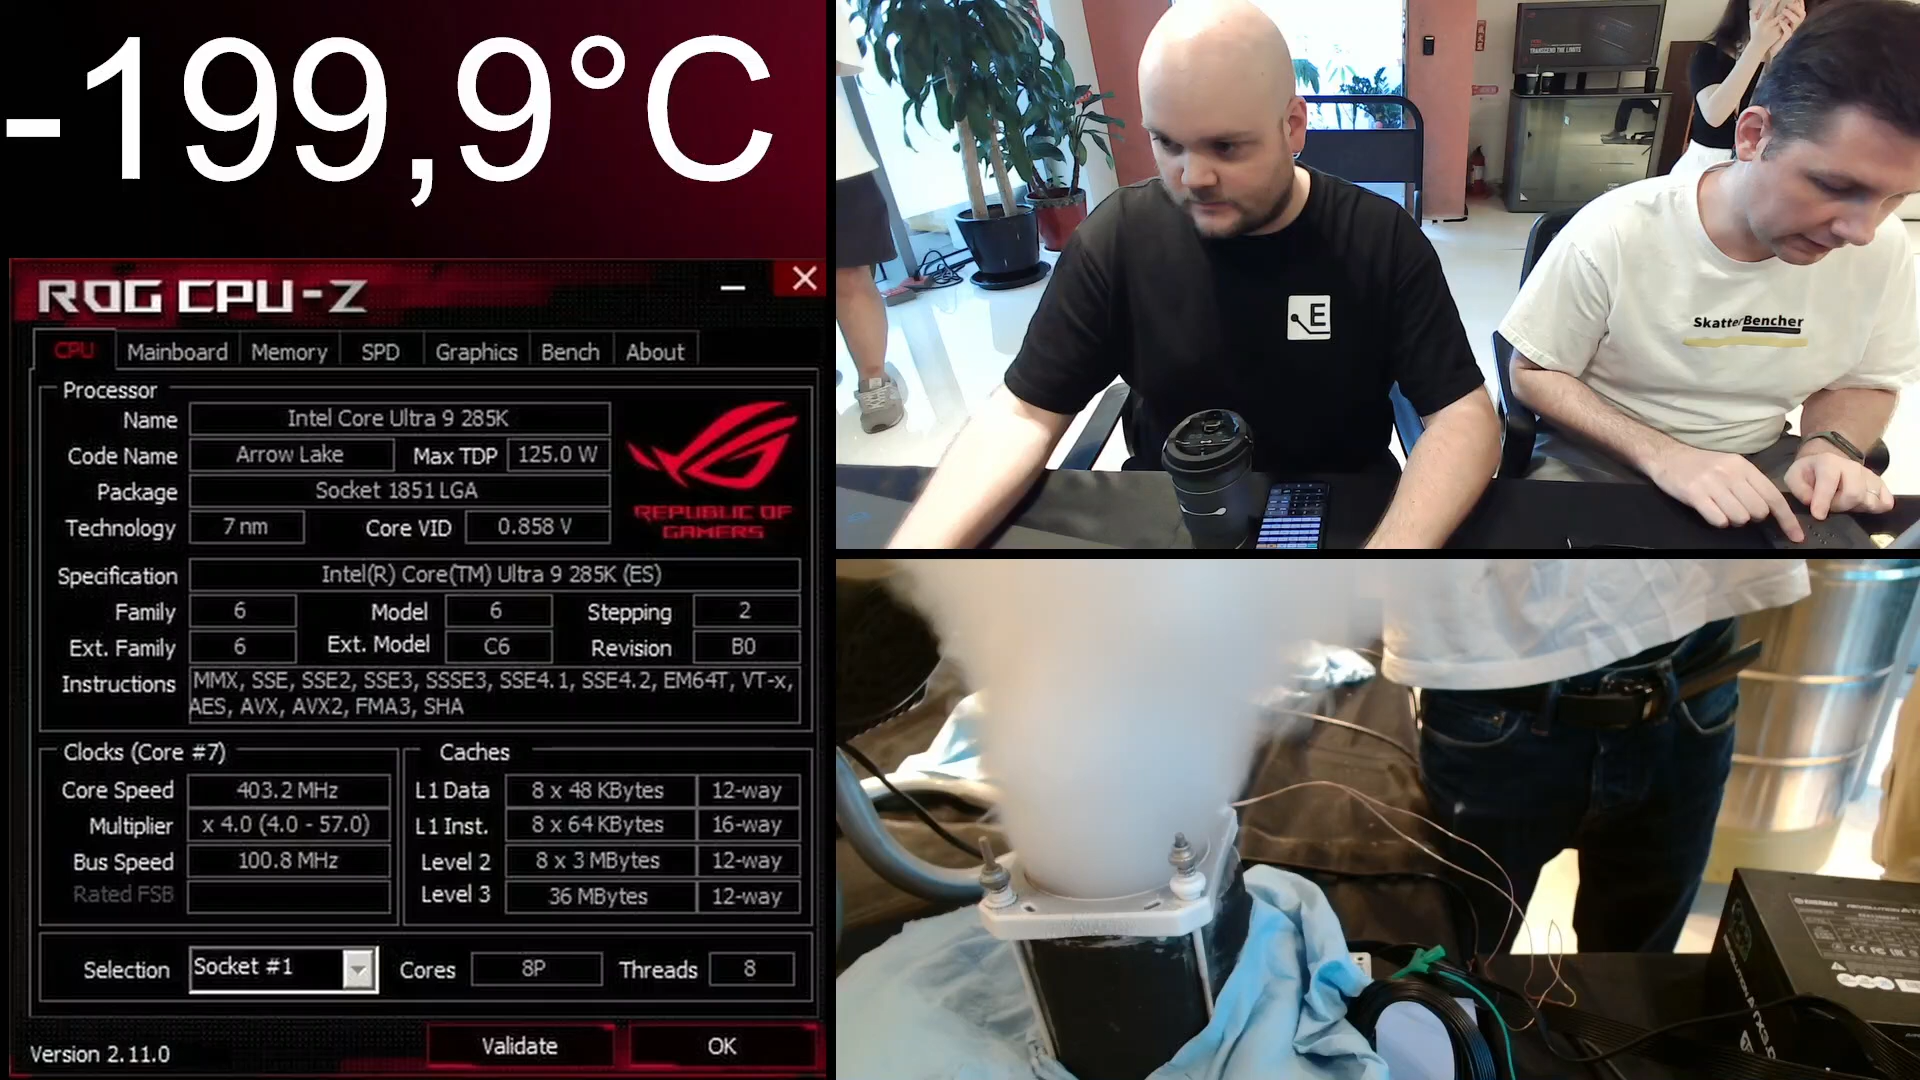 -199,9°C
ROG CPU-Z
CPU Mainboard Memory SPD Graphics Bench About
Processor
Name Intel Core Ultra 9 285K
Code Name Arrow Lake Max TDP 125.0 W
Package Socket 1851 LGA
Technology 7 nm Core VID 0.858 V
REPUBLIC OF
GAMERS
Specification Intel(R) Core(TM) Ultra 9 285K (ES)
Family 6 Model 6 Stepping 2
Ext. Family 6 Ext. Model C6 Revision B0
Instructions MMX, SSE, SSE2, SSE3, SSSE3, SSE4.1, SSE4.2, EM64T, VT-x,
AES, AVX, AVX2, FMA3, SHA
Clocks (Core #7)
Core Speed 403.2 MHz
Multiplier x 4.0 (4.0 - 57.0)
Bus Speed 100.8 MHz
Rated FSB
Caches
L1 Data 8 x 48 KBytes 12-way
L1 Inst. 8 x 64 KBytes 16-way
Level 2 8 x 3 MBytes 12-way
Level 3 36 MBytes 12-way
Selection Socket #1 Cores 8P Threads 8
Version 2.11.0 Validate OK
TRANSCEND THE LIMITS
E
SkatterBencher